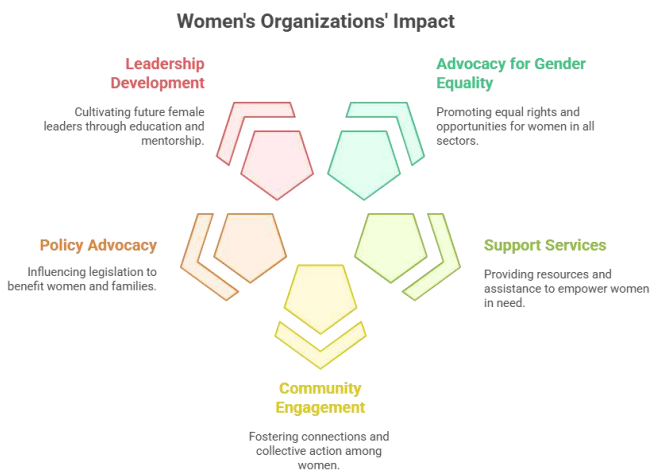 Women's Organizations' Impact
Leadership
Development
Cultivating future female
leaders through education and
mentorship.
Advocacy for Gender
Equality
Promoting equal rights and
opportunities for women in all
sectors.
Policy Advocacy
Influencing legislation to
benefit women and families.
Support Services
Providing resources and
assistance to empower women
in need.
Community
Engagement
Fostering connections and
collective action among
women.